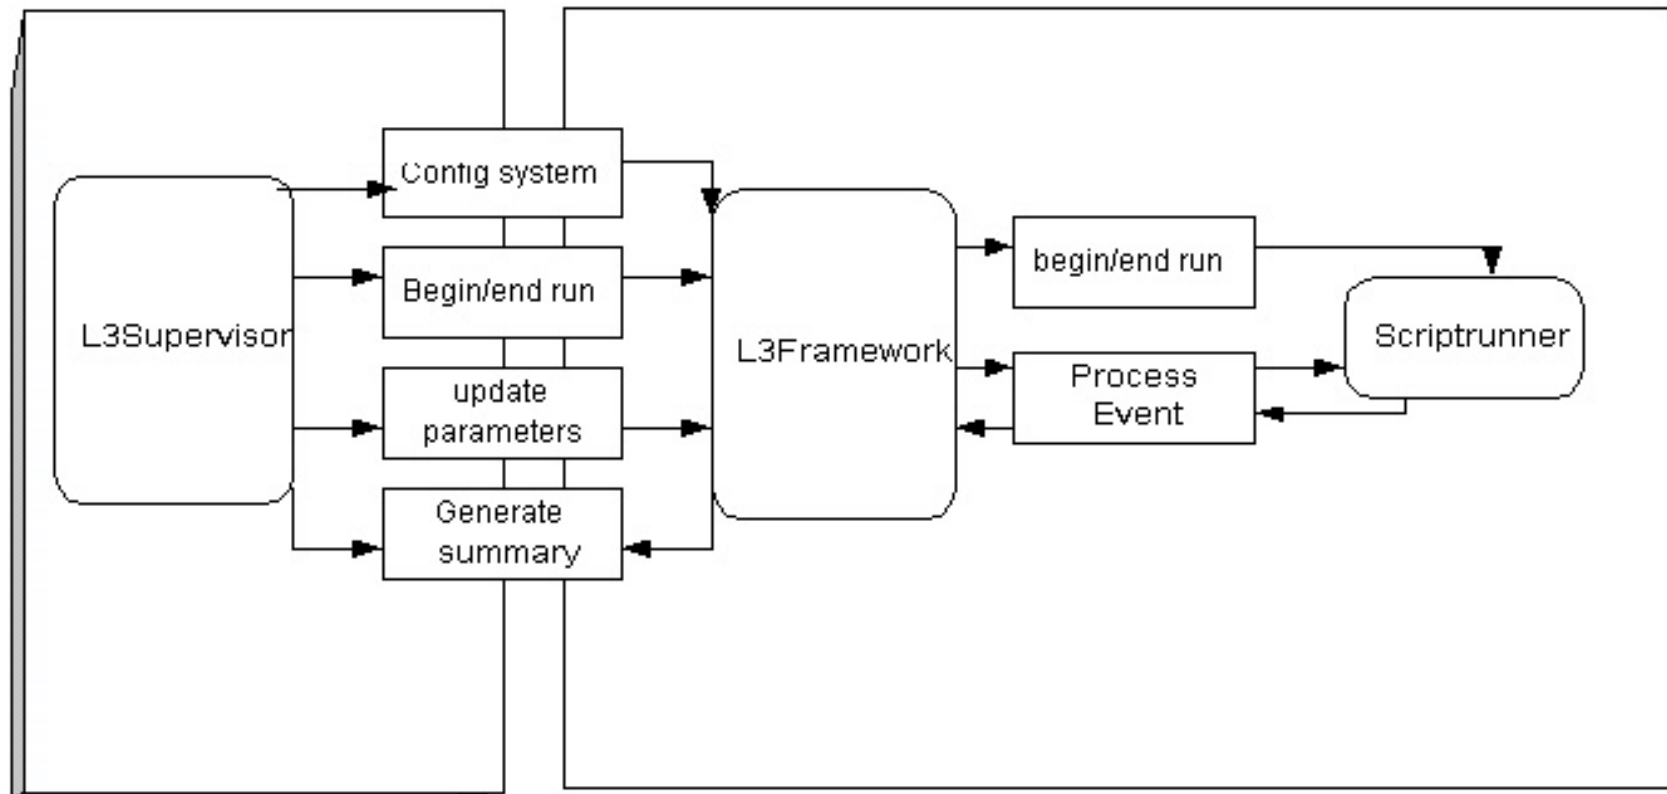 Config system
Begin/end run
L3Supervisor
update
parameters
Generate
summary
L3Framework
begin/end run
Process
Event
Scriptrunner